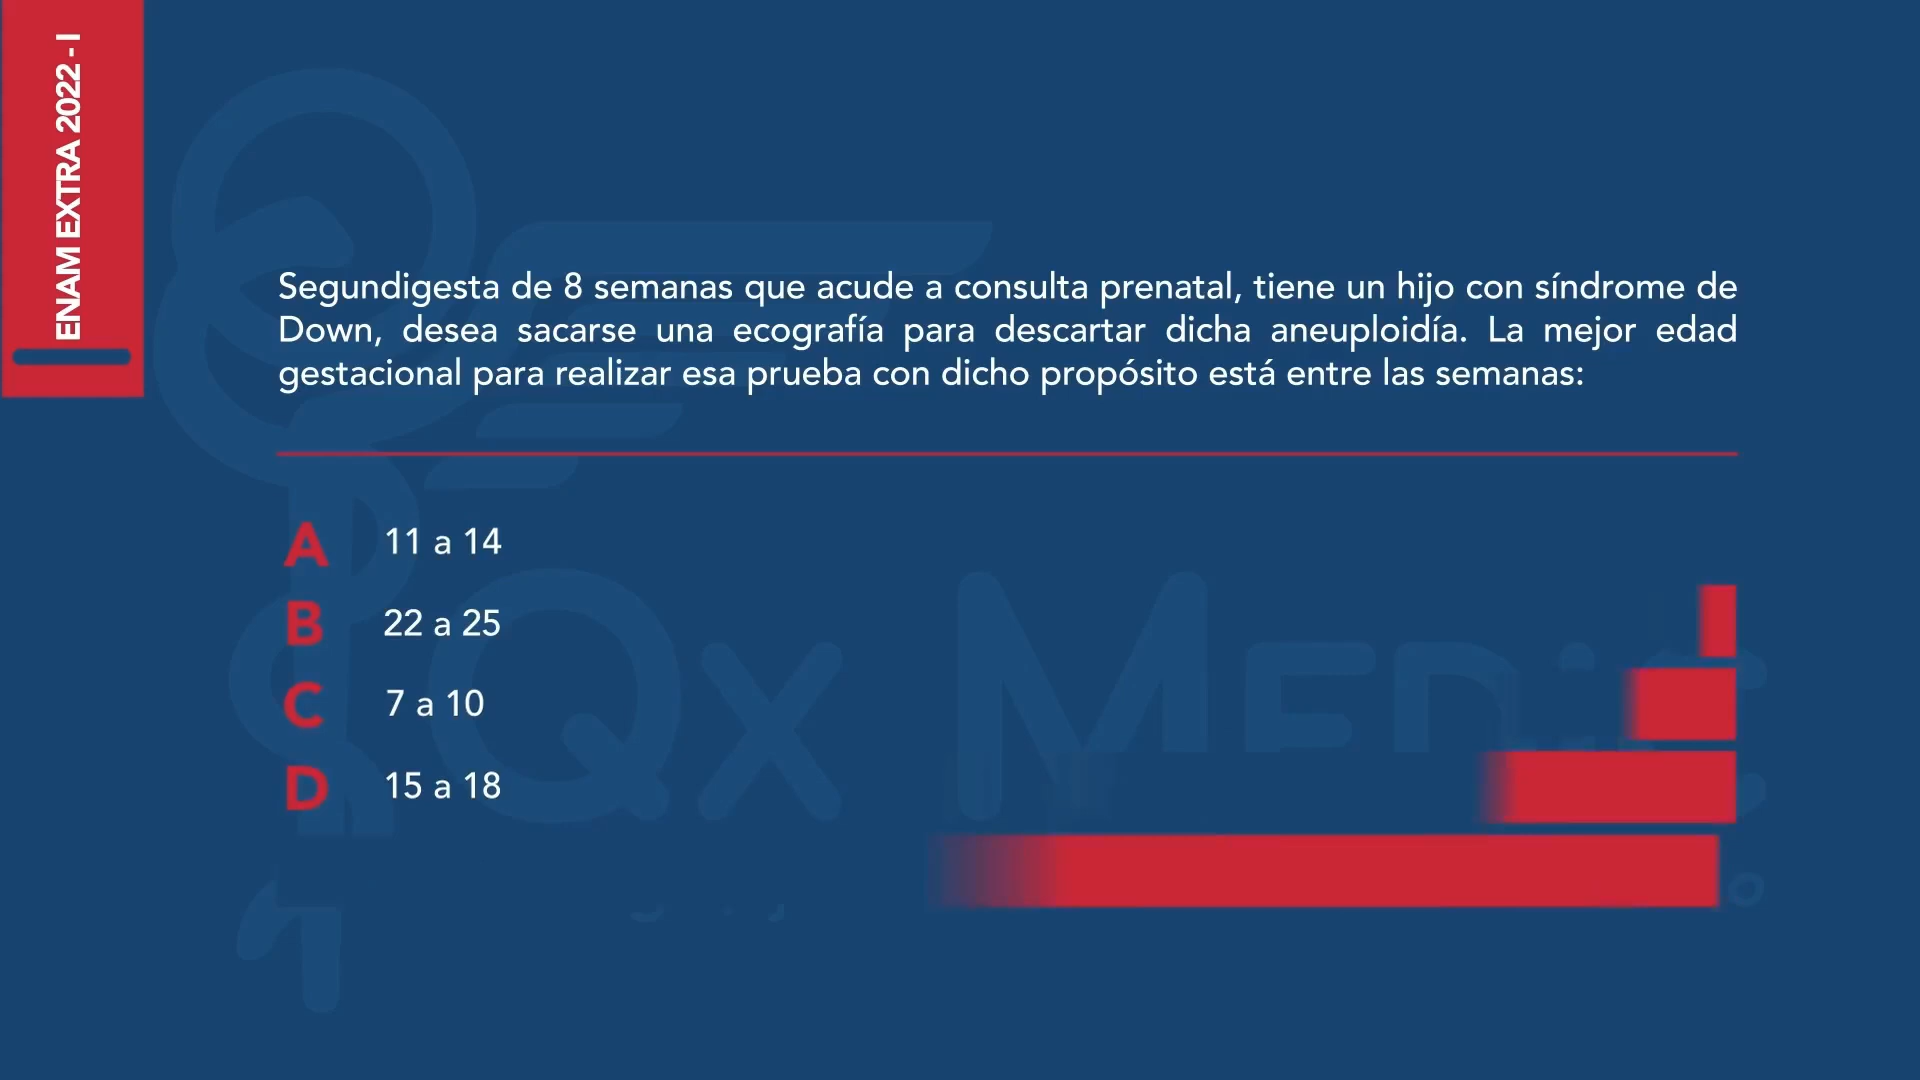 ENAM EXTRA 2022 - I
Segundigesta de 8 semanas que acude a consulta prenatal, tiene un hijo con síndrome de
Down, desea sacarse una ecografía para descartar dicha aneuploidía. La mejor edad
gestacional para realizar esa prueba con dicho propósito está entre las semanas:
A 11 a 14
B 22 a 25
C 7 a 10
D 15 a 18